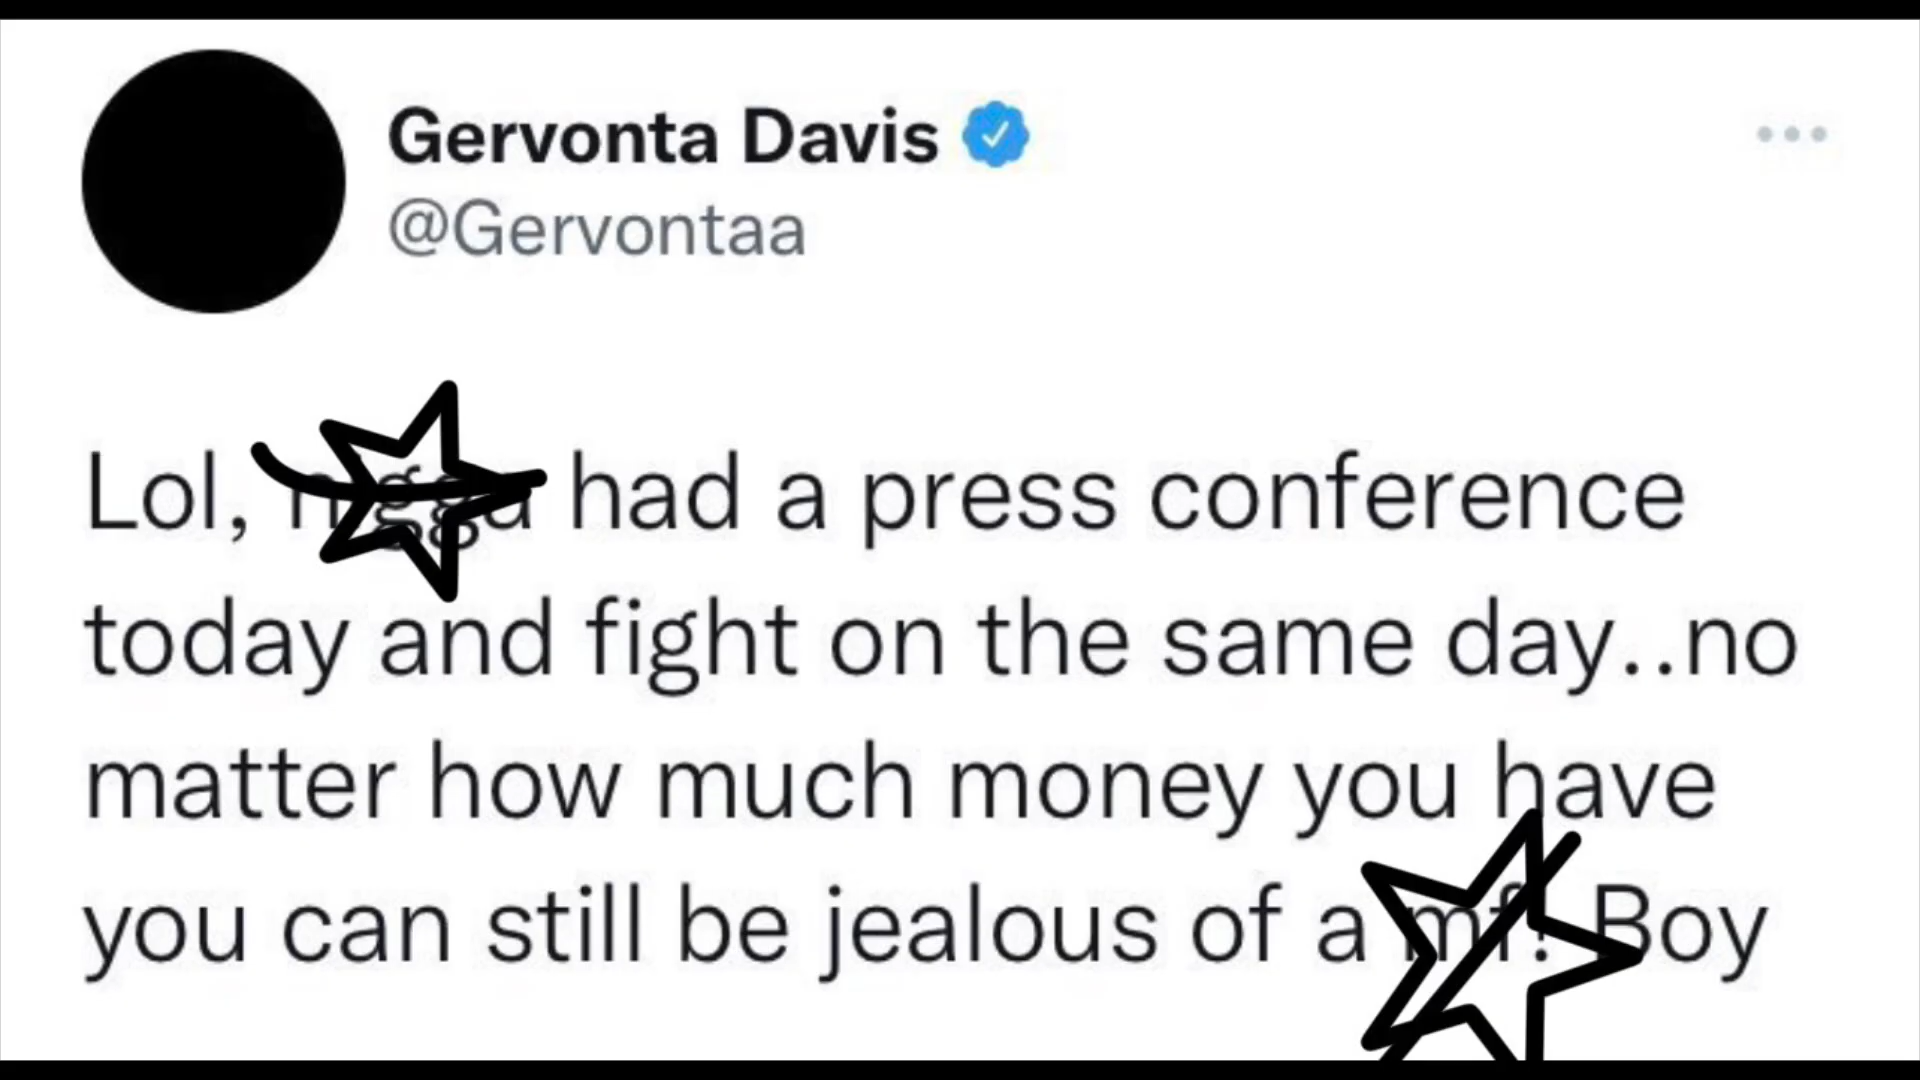 Gervonta Davis
@Gervontaa
Lol, nigga had a press conference
today and fight on the same day..no
matter how much money you have
you can still be jealous of a mf! Boy